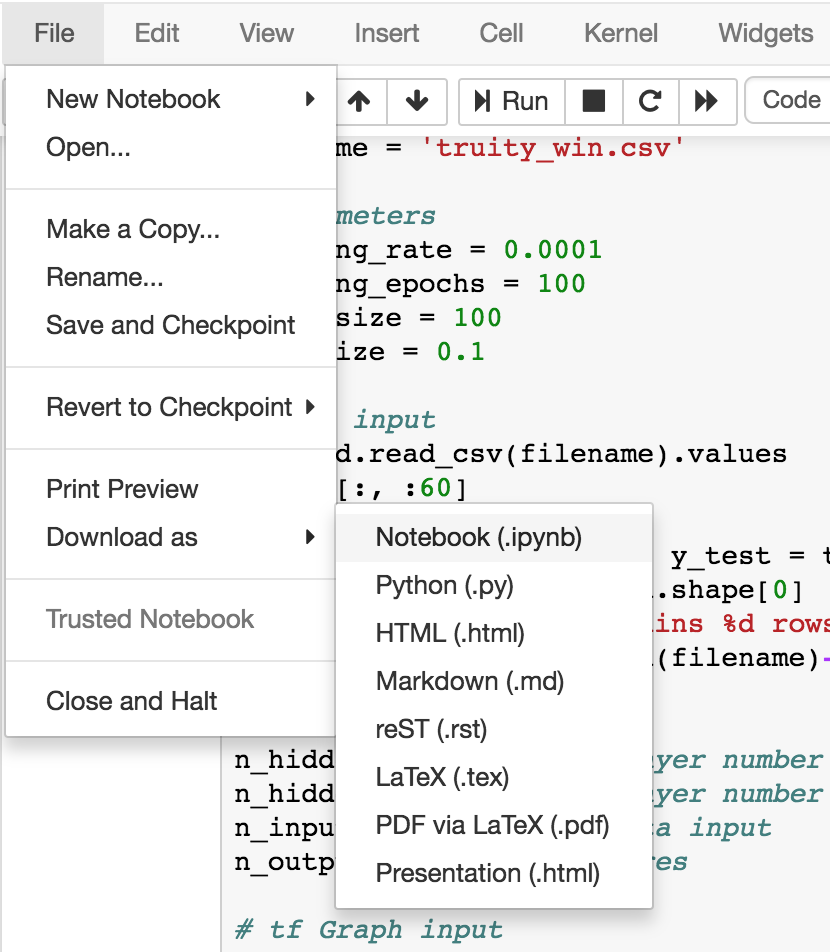 File Edit View Insert Cell Kernel Widgets
New Notebook
Run Code
Open...
me = 'truity_win.csv'
Make a Copy...
meters
Rename...
ng_rate = 0.0001
ng_epochs = 100
Save and Checkpoint
size = 100
ize = 0.1
Revert to Checkpoint
input
d.read_csv(filename).values
Print Preview
[:, :60]
Download as
Notebook (.ipynb)
y_test = t
Python (.py)
.shape[0]
Trusted Notebook
HTML (.html)
ins %d rows
(filename)-
Markdown (.md)
Close and Halt
reST (.rst)
n_hidd
yer number
LaTeX (.tex)
n_hidd
yer number
PDF via LaTeX (.pdf)
n_inpu
a input
n_outp
res
Presentation (.html)
# tf Graph input